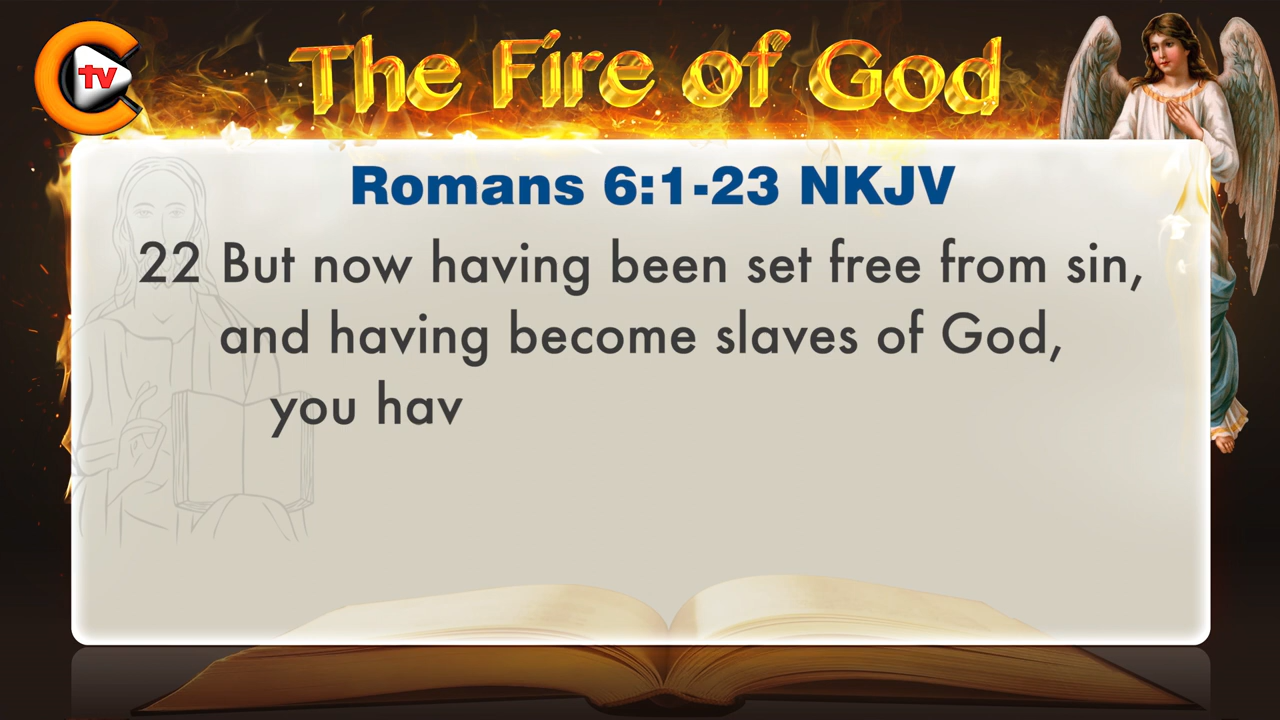 tv
The Fire of God
Romans 6:1-23 NKJV
22 But now having been set free from sin,
and having become slaves of God,
you hav